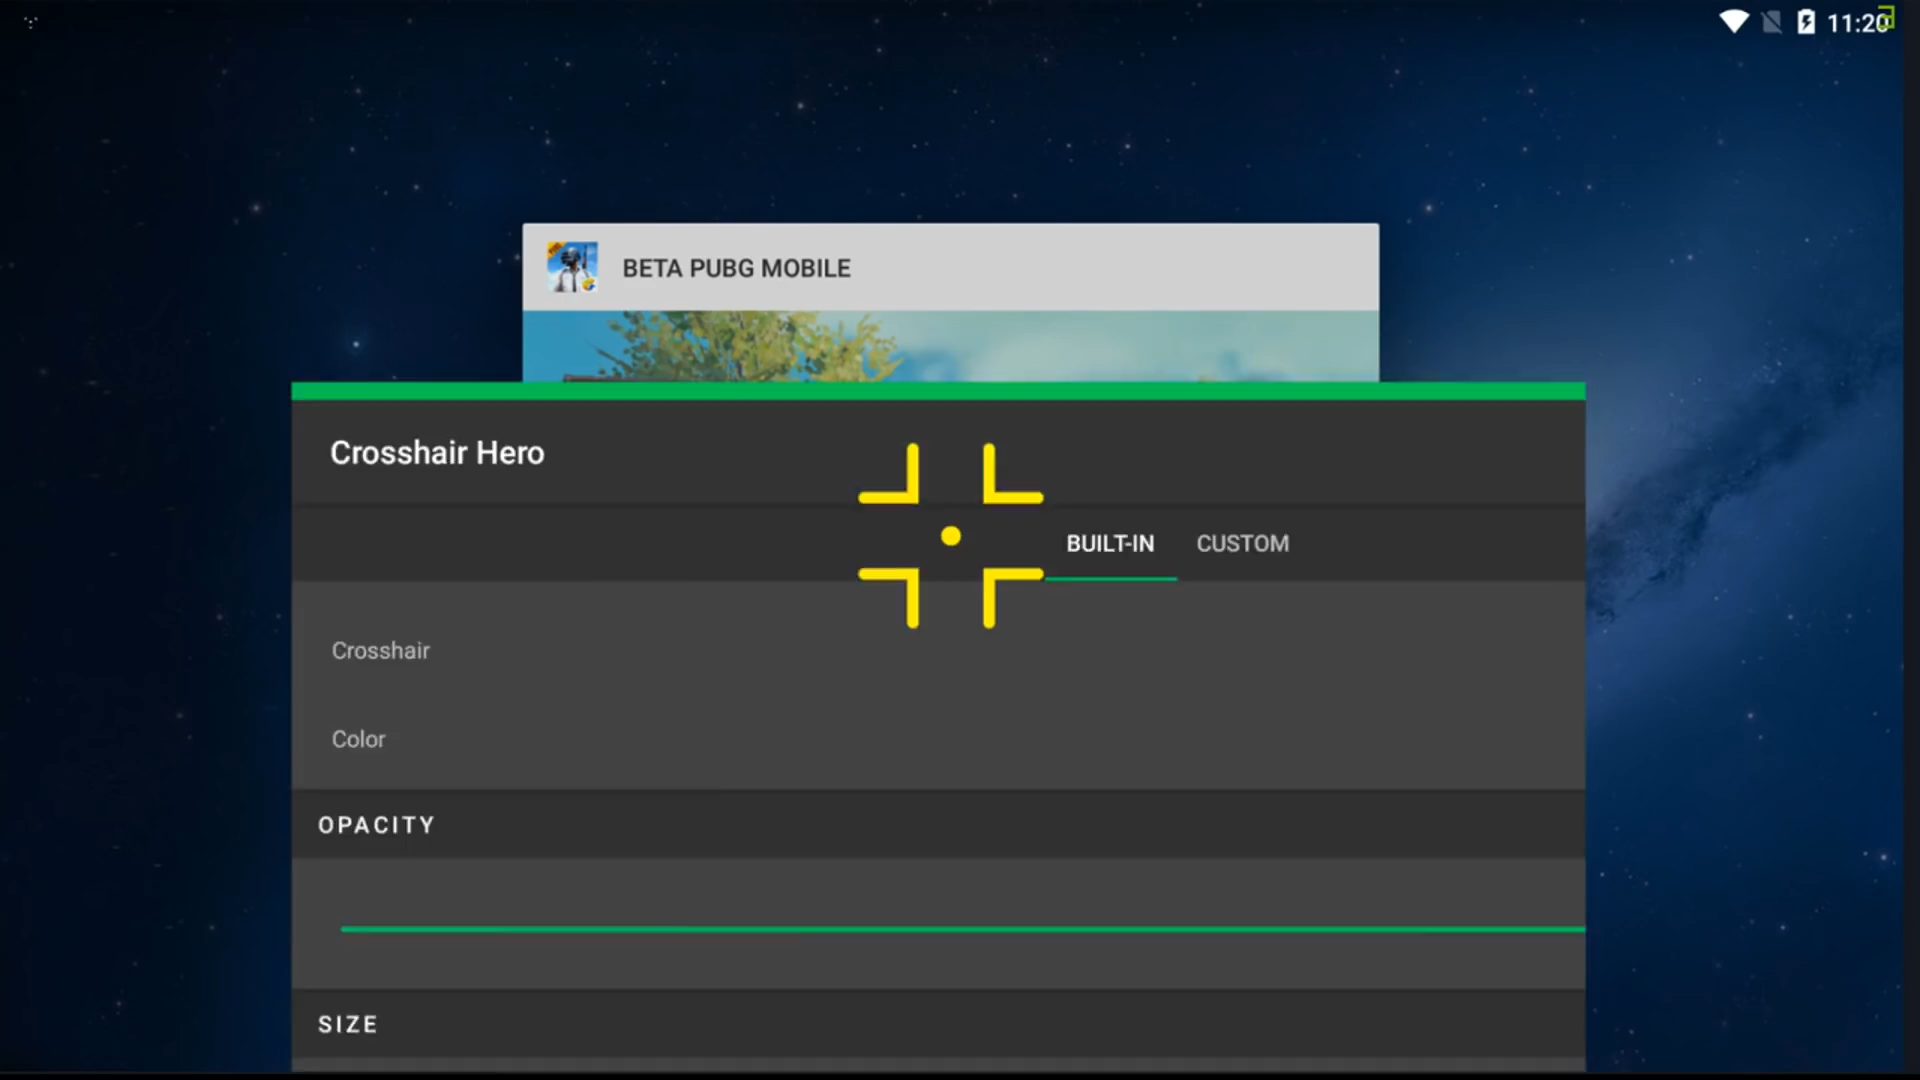 11:20
BETA PUBG MOBILE
Crosshair Hero
BUILT-IN CUSTOM
Crosshair
Color
OPACITY
SIZE